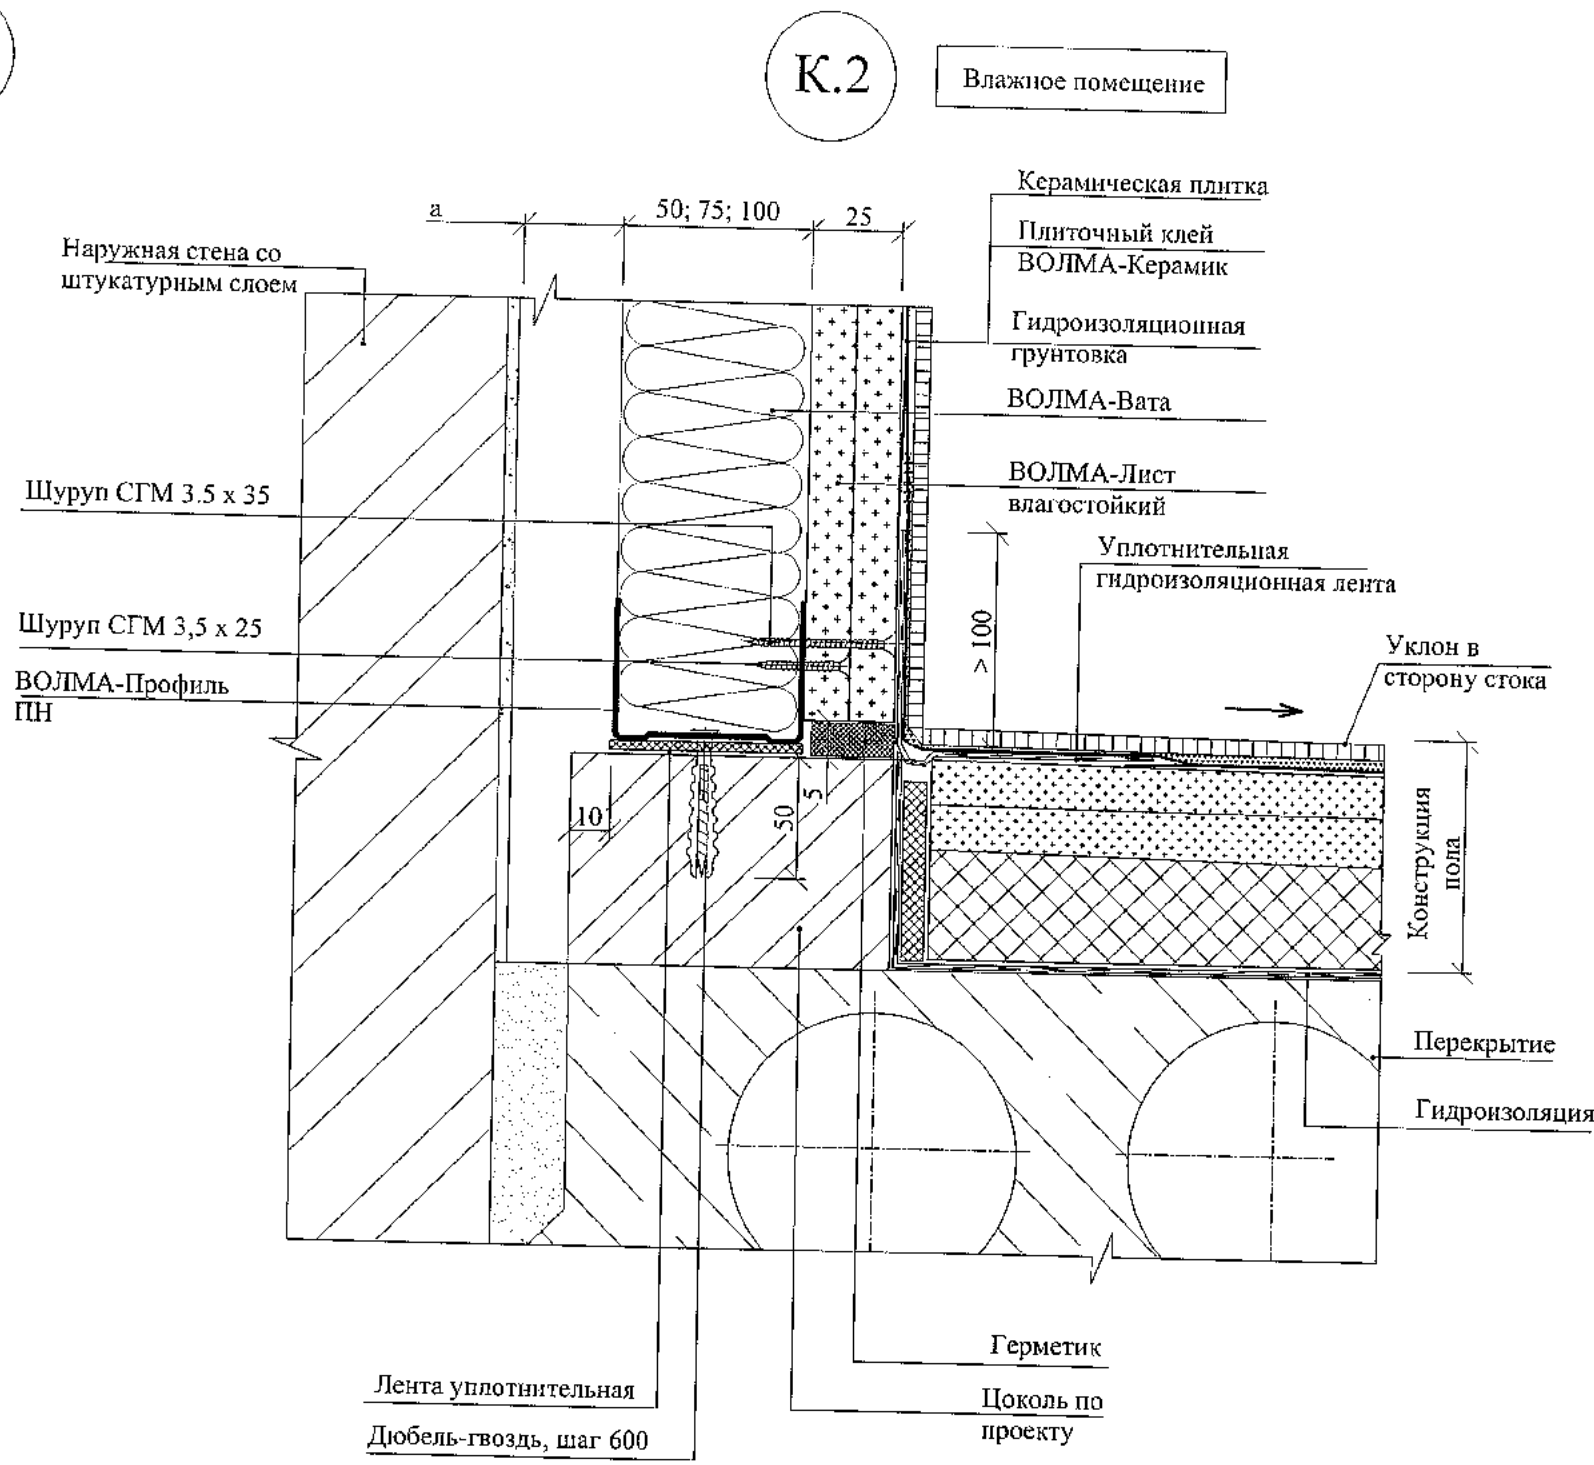 К.2
Влажное помещение
а
50; 75; 100
25
Керамическая плитка
Плиточный клей
ВОЛМА-Керамик
Наружная стена со
штукатурным слоем
Гидроизоляционная
грунтовка
ВОЛМА-Вата
ВОЛМА-Лист
влагостойкий
Шуруп СГМ 3.5 х 35
Уплотнительная
гидроизоляционная лента
> 100
Шуруп СГМ 3,5 х 25
Уклон в
сторону стока
ВОЛМА-Профиль
ПН
10
50
5
Конструкция
пола
Перекрытие
Гидроизоляция
Герметик
Лента уплотнительная
Цоколь по
проекту
Дюбель-гвоздь, шаг 600